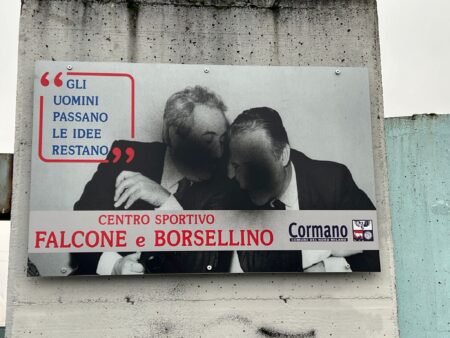 “GLI
UOMINI
PASSANO
LE IDEE
RESTANO”
CENTRO SPORTIVO
FALCONE e BORSELLINO
Cormano